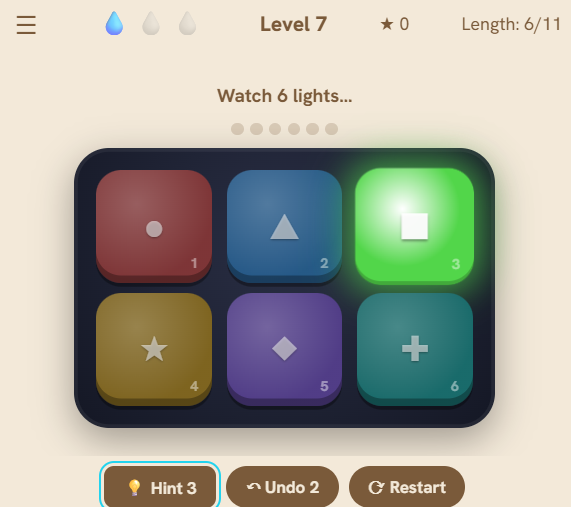 Level 7
★ 0
Length: 6/11
Watch 6 lights...
1
2
3
4
5
6
Hint 3
Undo 2
Restart